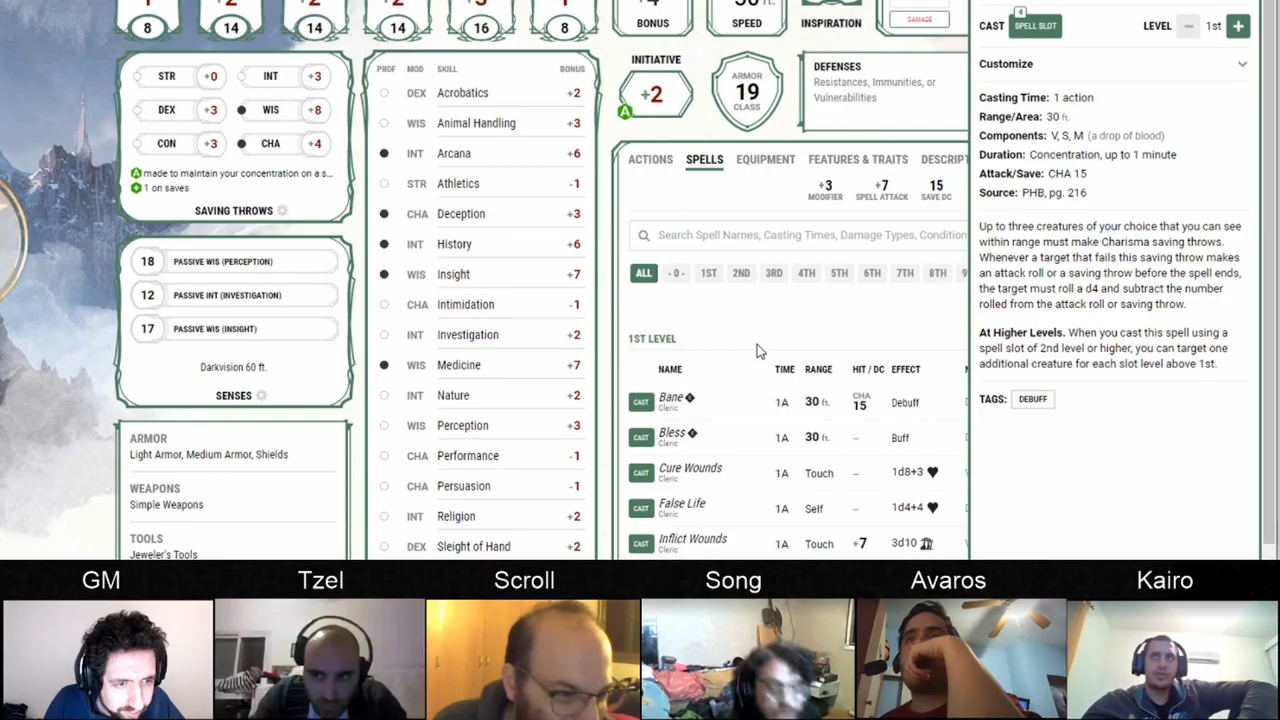 1 +2 +2 +2 +3 1
8 14 14 14 16 8
BONUS
SPEED
INSPIRATION
DAMAGE
STR +0 INT +3
DEX +3 WIS +8
CON +3 CHA +4
A made to maintain your concentration on a s...
+ 1 on saves
SAVING THROWS
18 PASSIVE WIS (PERCEPTION)
12 PASSIVE INT (INVESTIGATION)
17 PASSIVE WIS (INSIGHT)
Darkvision 60 ft.
SENSES
ARMOR
Light Armor, Medium Armor, Shields
WEAPONS
Simple Weapons
TOOLS
Jeweler's Tools
PROF MOD SKILL BONUS
DEX Acrobatics +2
WIS Animal Handling +3
INT Arcana +6
STR Athletics -1
CHA Deception +3
INT History +6
WIS Insight +7
CHA Intimidation -1
INT Investigation +2
WIS Medicine +7
INT Nature +2
WIS Perception +3
CHA Performance -1
CHA Persuasion -1
INT Religion +2
DEX Sleight of Hand +2
INITIATIVE
+2
A
ARMOR
19
CLASS
DEFENSES
Resistances, Immunities, or
Vulnerabilities
ACTIONS SPELLS EQUIPMENT FEATURES & TRAITS DESCRIPT
+3 +7 15
MODIFIER SPELL ATTACK SAVE DC
Search Spell Names, Casting Times, Damage Types, Condition
ALL - 0 - 1ST 2ND 3RD 4TH 5TH 6TH 7TH 8TH 9
1ST LEVEL
NAME TIME RANGE HIT / DC EFFECT
CAST Bane 1A 30 ft. CHA 15 Debuff
Cleric
CAST Bless 1A 30 ft. -- Buff
Cleric
CAST Cure Wounds 1A Touch -- 1d8+3
Cleric
CAST False Life 1A Self -- 1d4+4
Cleric
CAST Inflict Wounds 1A Touch +7 3d10
Cleric
4
CAST SPELL SLOT LEVEL − 1st +
Customize
Casting Time: 1 action
Range/Area: 30 ft.
Components: V, S, M (a drop of blood)
Duration: Concentration, up to 1 minute
Attack/Save: CHA 15
Source: PHB, pg. 216
Up to three creatures of your choice that you can see
within range must make Charisma saving throws.
Whenever a target that fails this saving throw makes
an attack roll or a saving throw before the spell ends,
the target must roll a d4 and subtract the number
rolled from the attack roll or saving throw.
At Higher Levels. When you cast this spell using a
spell slot of 2nd level or higher, you can target one
additional creature for each slot level above 1st.
TAGS: DEBUFF
GM Tzel Scroll Song Avaros Kairo